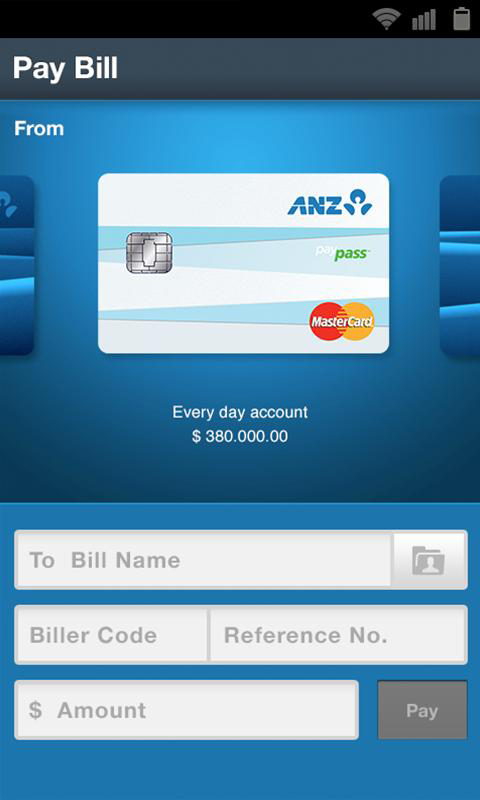 Pay Bill
From
ANZ
paypass
MasterCard
Every day account
$ 380.000.00
To Bill Name
Biller Code Reference No.
$ Amount Pay